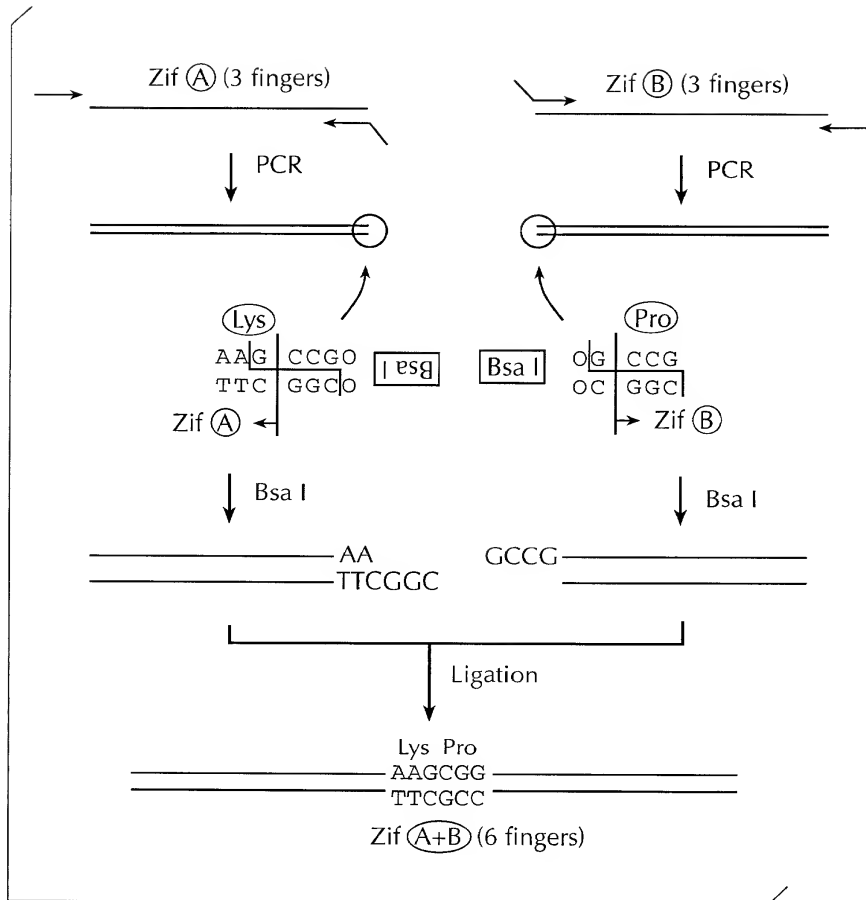 Zif A (3 fingers)
Zif B (3 fingers)
PCR
PCR
Lys
Pro
AAG CCGO
Bsa I
Bsa I
OG CCG
TTC GGCO
OC GGC
Zif A
Zif B
Bsa I
Bsa I
AA
GCCG
TTCGGC
Ligation
Lys Pro
AAGCGG
TTCGCC
Zif A+B (6 fingers)